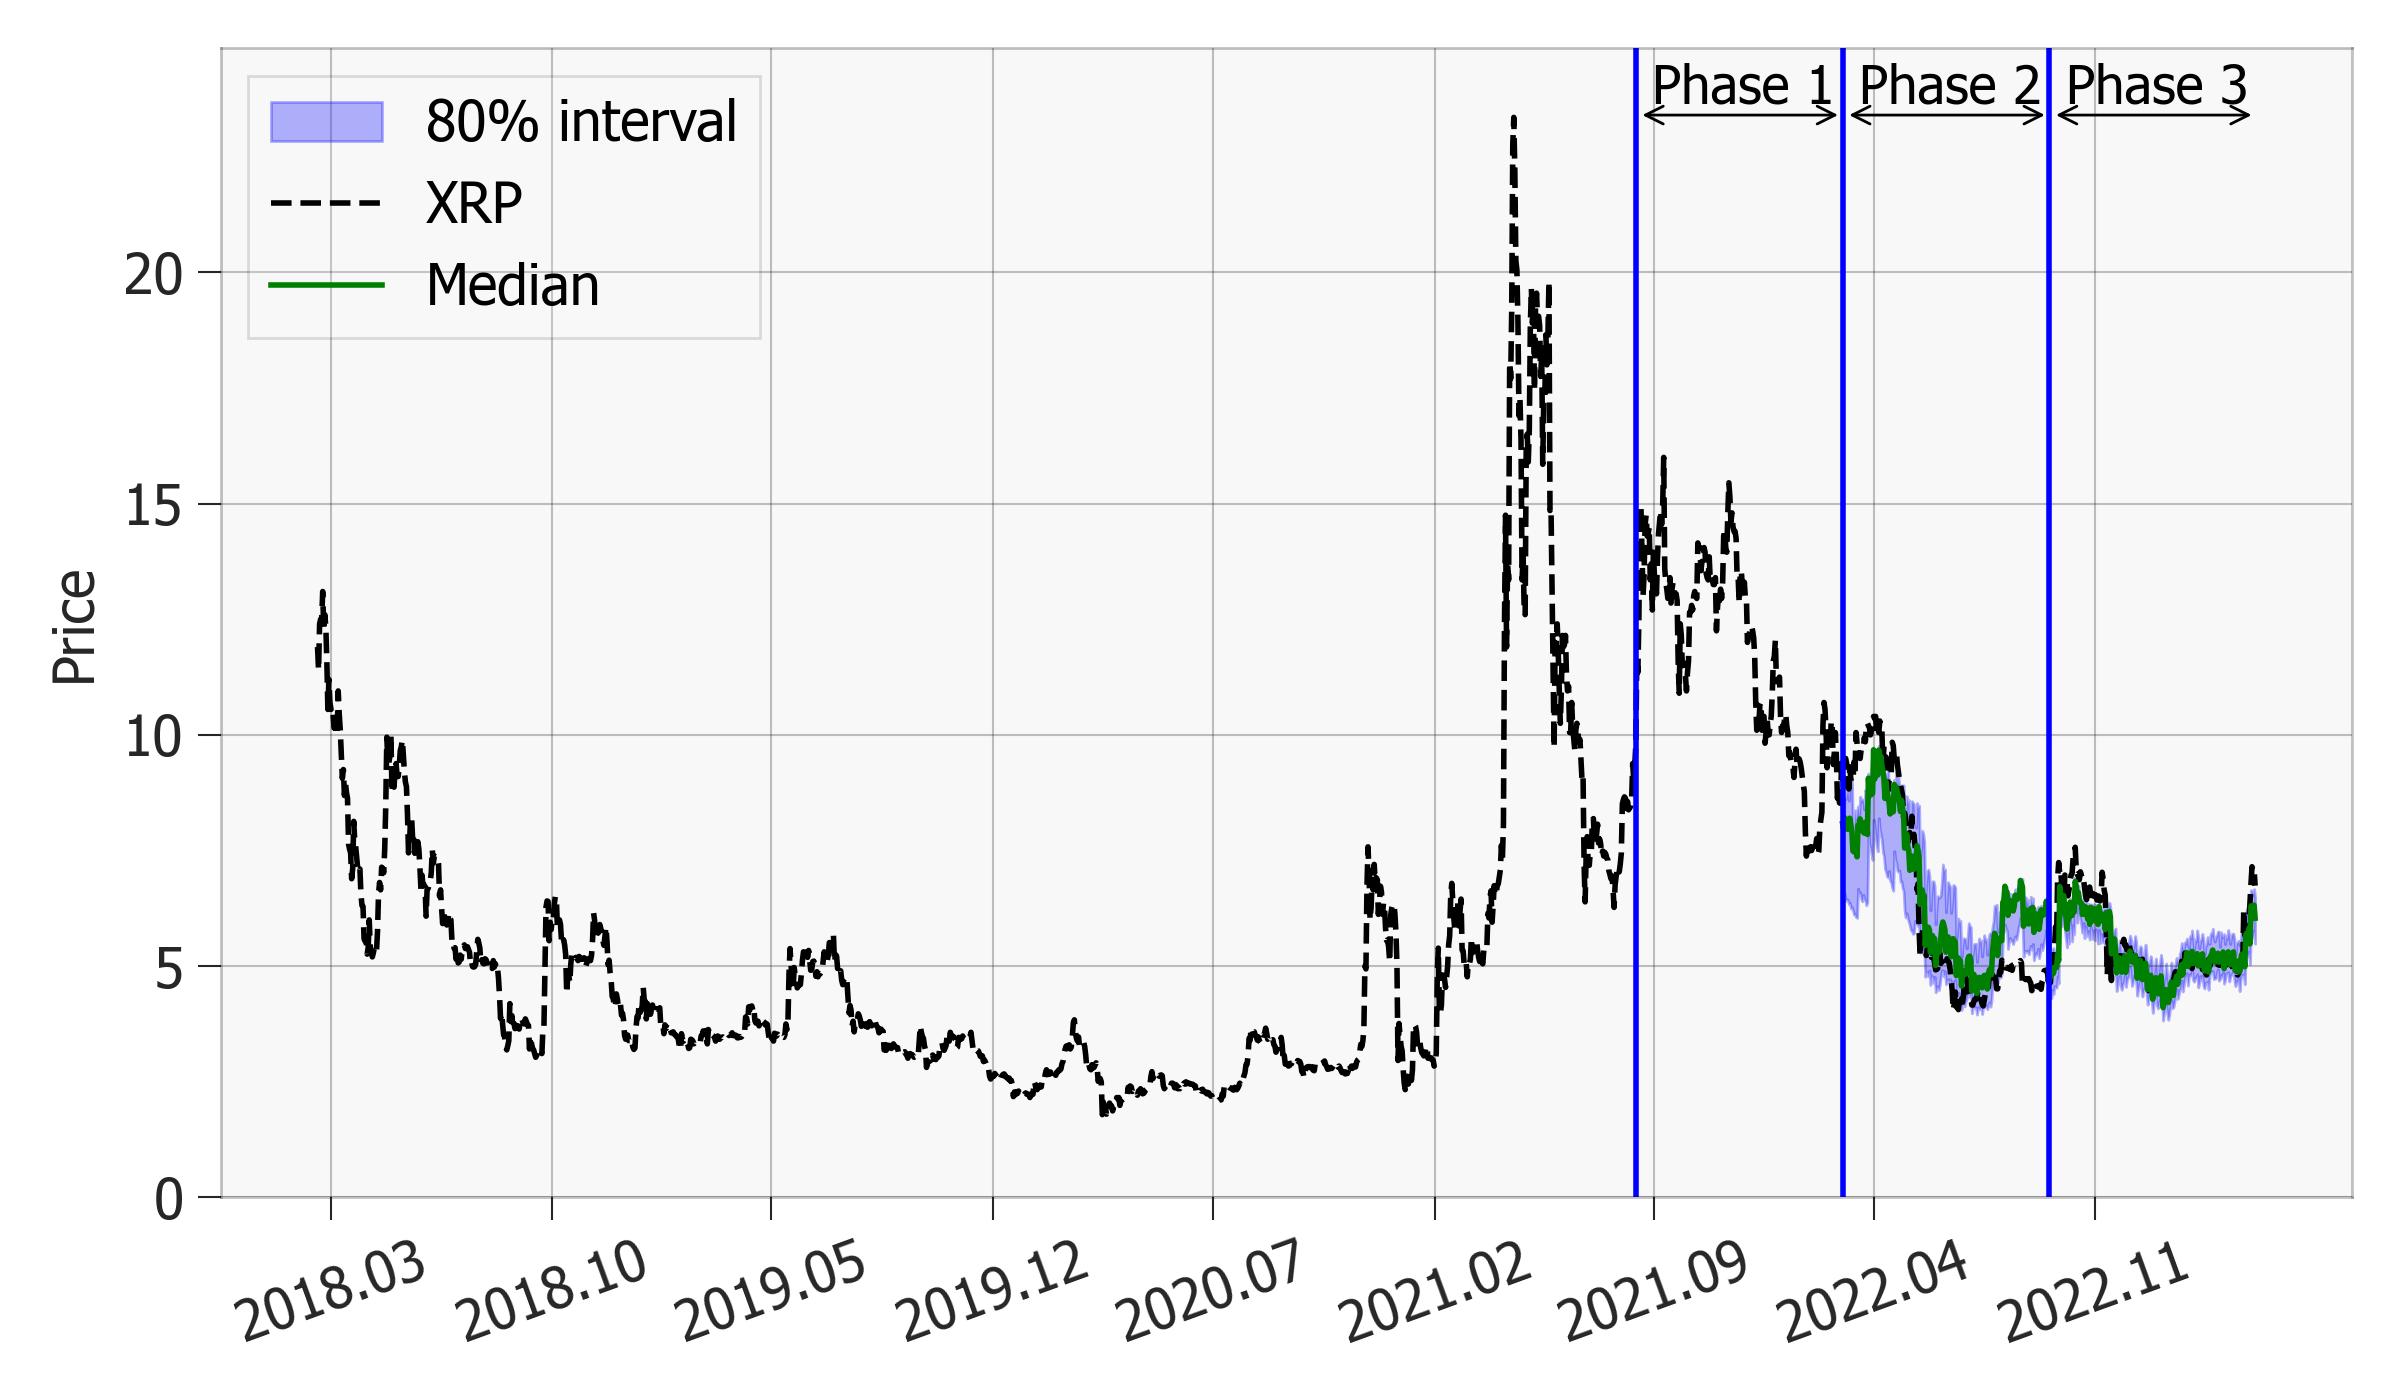 Phase 1
Phase 2
Phase 3
80% interval
XRP
Median
Price
20
15
10
5
0
2018.03
2018.10
2019.05
2019.12
2020.07
2021.02
2021.09
2022.04
2022.11